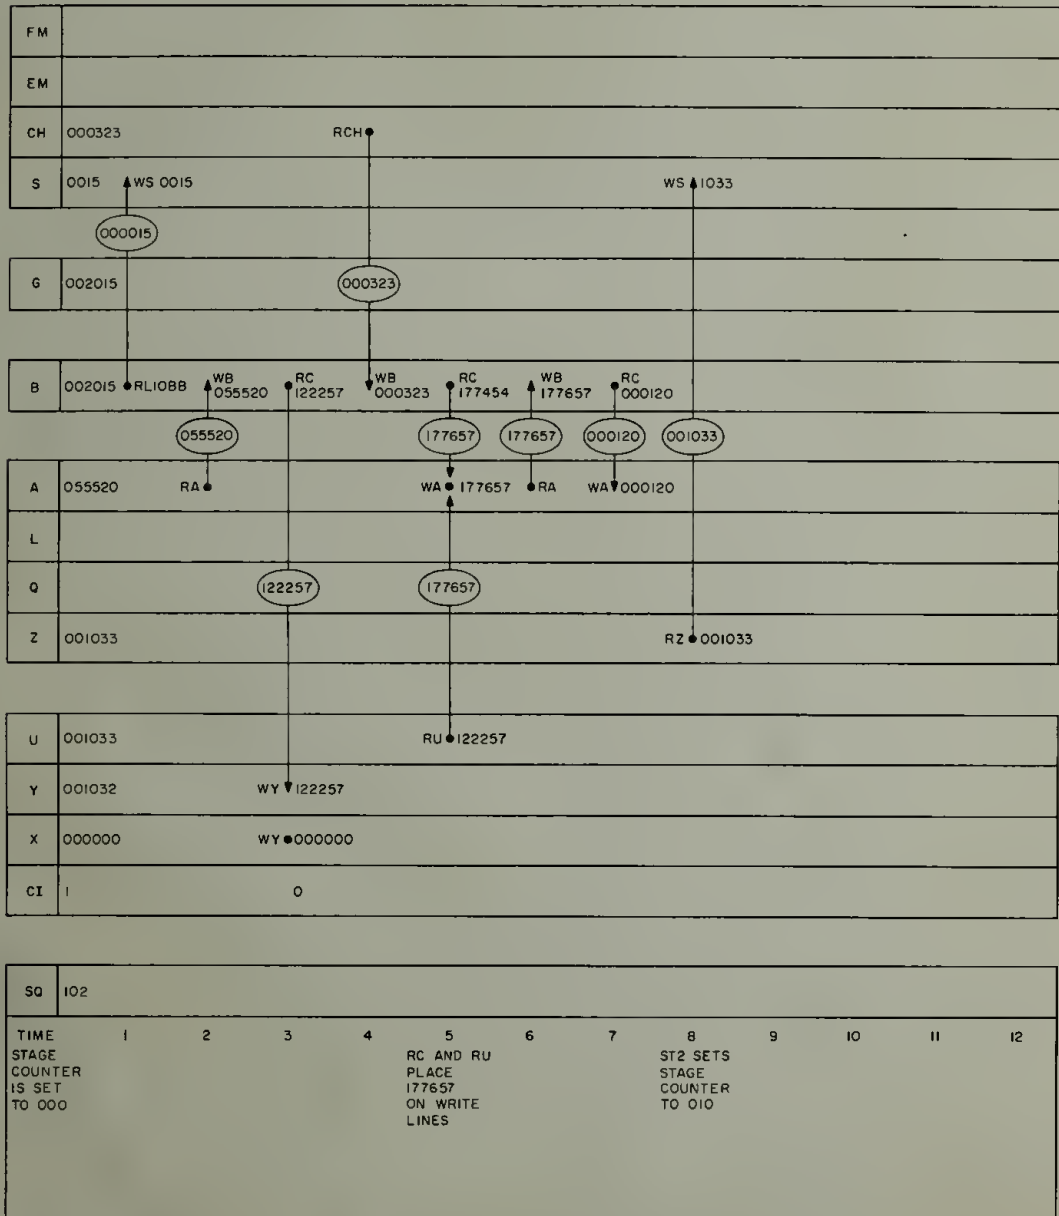 FM
EM
CH 000323 RCH
S 0015 WS 0015 WS 1033
000015
G 002015 000323
B 002015 RL10BB WB 055520 RC 122257 WB 000323 RC 177454 WB 177657 RC 000120
055520 177657 177657 000120 001033
A 055520 RA WA 177657 RA WA 000120
L
Q 122257 177657
Z 001033 RZ 001033
U 001033 RU 122257
Y 001032 WY 122257
X 000000 WY 000000
CI 1 0
SQ 102
TIME 1 2 3 4 5 6 7 8 9 10 11 12
STAGE
COUNTER
IS SET
TO 000
RC AND RU
PLACE
177657
ON WRITE
LINES
ST2 SETS
STAGE
COUNTER
TO 010